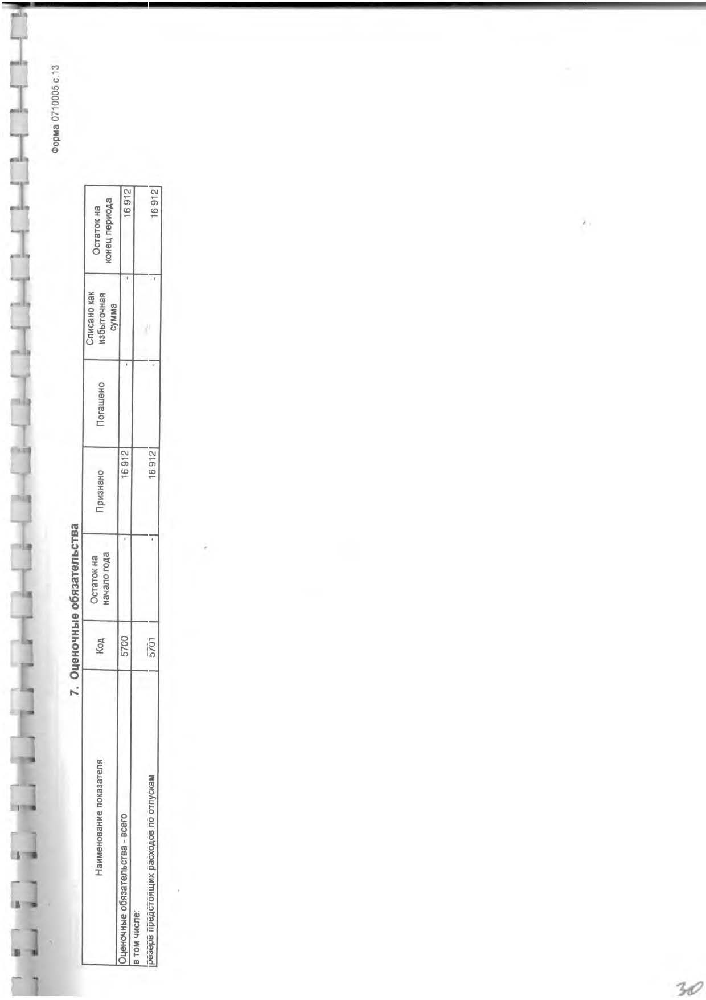 Форма 0710005 с.13
7. Оценочные обязательства
Наименование показателя Код Остаток на начало года Признано Погашено Списано как избыточная сумма Остаток на конец периода
Оценочные обязательства - всего 5700 - 16 912 - - 16 912
в том числе:
резерв предстоящих расходов по отпускам 5701 - 16 912 - - 16 912
30